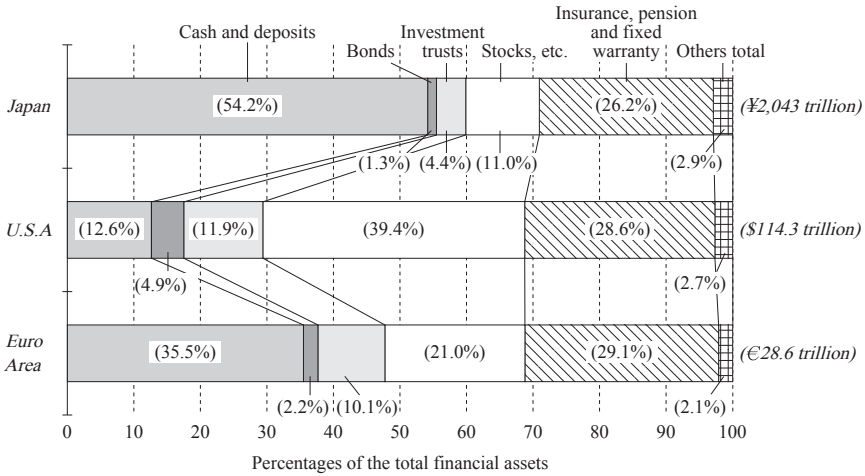 Insurance, pension
and fixed
warranty
Cash and deposits
Investment
trusts
Bonds
Stocks, etc.
Others total
Japan
(54.2%)
(26.2%)
(¥2,043 trillion)
(1.3%)
(4.4%)
(11.0%)
(2.9%)
U.S.A
(12.6%)
(11.9%)
(39.4%)
(28.6%)
($114.3 trillion)
(4.9%)
(2.7%)
Euro
Area
(35.5%)
(21.0%)
(29.1%)
(€28.6 trillion)
(2.2%)
(10.1%)
(2.1%)
0 10 20 30 40 50 60 70 80 90 100
Percentages of the total financial assets